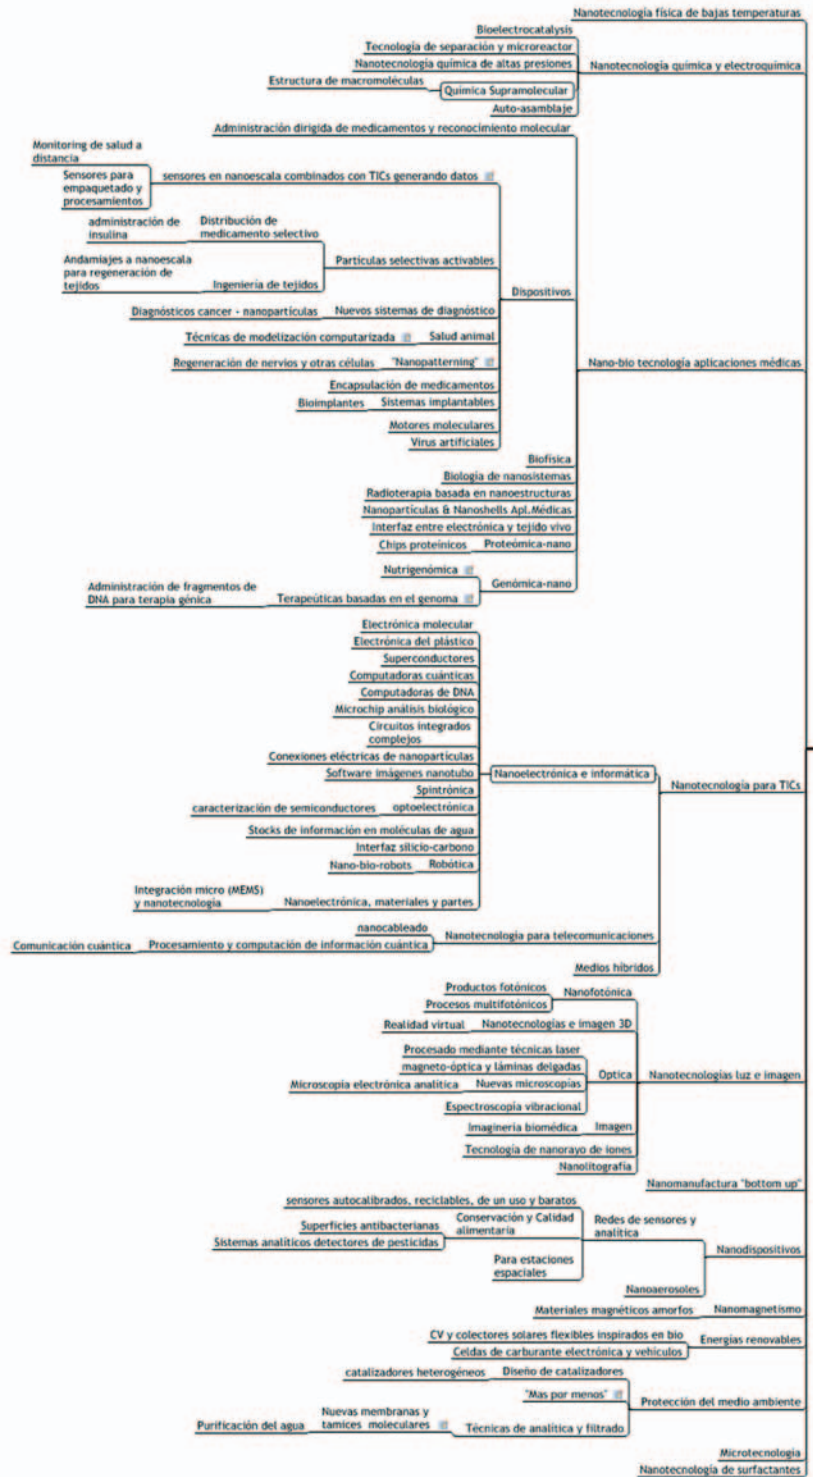 Nanotecnología física de bajas temperaturas
Bioelectrocatalysis
Tecnología de separación y microreactor
Nanotecnología química de altas presiones
Nanotecnología química y electroquímica
Estructura de macromoléculas
Química Supramolecular
Auto-asamblaje
Administración dirigida de medicamentos y reconocimiento molecular
Monitoring de salud a
distancia
Sensores para
empaquetado y
procesamientos
sensores en nanoescala combinados con TICs generando datos
administración de
insulina
Distribución de
medicamento selectivo
Andamiajes a nanoescala
para regeneración de
tejidos
Ingeniería de tejidos
Partículas selectivas activables
Dispositivos
Diagnósticos cancer - nanopartículas
Nuevos sistemas de diagnóstico
Técnicas de modelización computarizada
Salud animal
Regeneración de nervios y otras células
"Nanopatterning"
Nano-bio tecnología aplicaciones médicas
Encapsulación de medicamentos
Bioimplantes
Sistemas implantables
Motores moleculares
Virus artificiales
Biofísica
Biología de nanosistemas
Radioterapia basada en nanoestructuras
Nanopartículas & Nanoshells Apl.Médicas
Interfaz entre electrónica y tejido vivo
Chips proteínicos
Proteómica-nano
Nutrigenómica
Genómica-nano
Administración de fragmentos de
DNA para terapia génica
Terapeúticas basadas en el genoma
Electrónica molecular
Electrónica del plástico
Superconductores
Computadoras cuánticas
Computadoras de DNA
Microchip análisis biológico
Circuitos integrados
complejos
Conexiones eléctricas de nanopartículas
Software imágenes nanotubo
Nanoelectrónica e informática
Nanotecnología para TICs
Spintrónica
caracterización de semiconductores
optoelectrónica
Stocks de información en moléculas de agua
Interfaz silicio-carbono
Nano-bio-robots
Robótica
Integración micro (MEMS)
y nanotecnología
Nanoelectrónica, materiales y partes
nanocableado
Nanotecnología para telecomunicaciones
Comunicación cuántica
Procesamiento y computación de información cuántica
Medios híbridos
Productos fotónicos
Procesos multifotónicos
Nanofotónica
Realidad virtual
Nanotecnologías e imagen 3D
Procesado mediante técnicas laser
magneto-óptica y láminas delgadas
Optica
Nanotecnologías luz e imagen
Microscopía electrónica analítica
Nuevas microscopías
Espectroscopía vibracional
Imaginería biomédica
Imagen
Tecnología de nanorayo de iones
Nanolitografía
Nanomanufactura "bottom up"
sensores autocalibrados, reciclables, de un uso y baratos
Superficies antibacterianas
Sistemas analíticos detectores de pesticidas
Conservación y Calidad
alimentaria
Redes de sensores y
analítica
Para estaciones
espaciales
Nanodispositivos
Nanoaerosoles
Materiales magnéticos amorfos
Nanomagnetismo
CV y colectores solares flexibles inspirados en bio
Celdas de carburante electrónica y vehículos
Energías renovables
catalizadores heterogéneos
Diseño de catalizadores
"Mas por menos"
Protección del medio ambiente
Purificación del agua
Nuevas membranas y
tamices moleculares
Técnicas de analítica y filtrado
Microtecnología
Nanotecnología de surfactantes